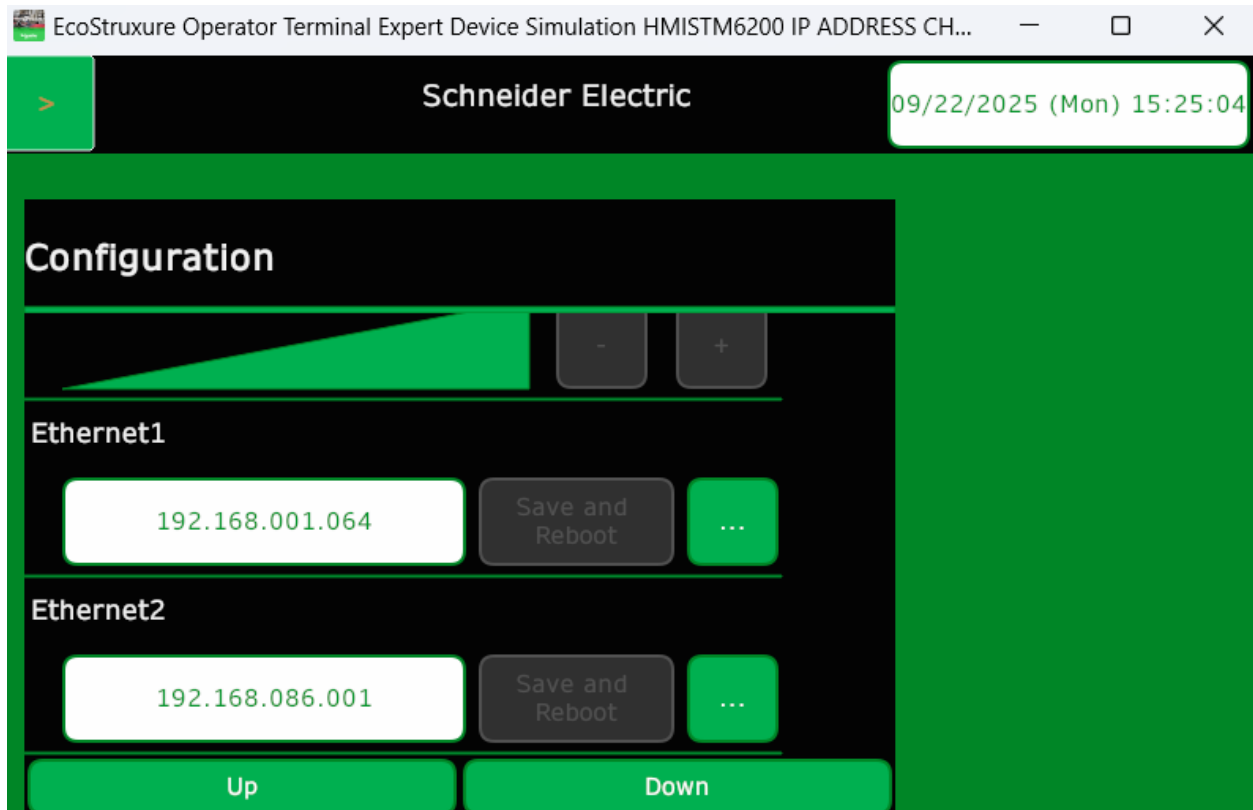 EcoStruxure Operator Terminal Expert Device Simulation HMISTM6200 IP ADDRESS CH...
>
Schneider Electric
09/22/2025 (Mon) 15:25:04
Configuration
-
+
Ethernet1
192.168.001.064
Save and
Reboot
...
Ethernet2
192.168.086.001
Save and
Reboot
...
Up
Down